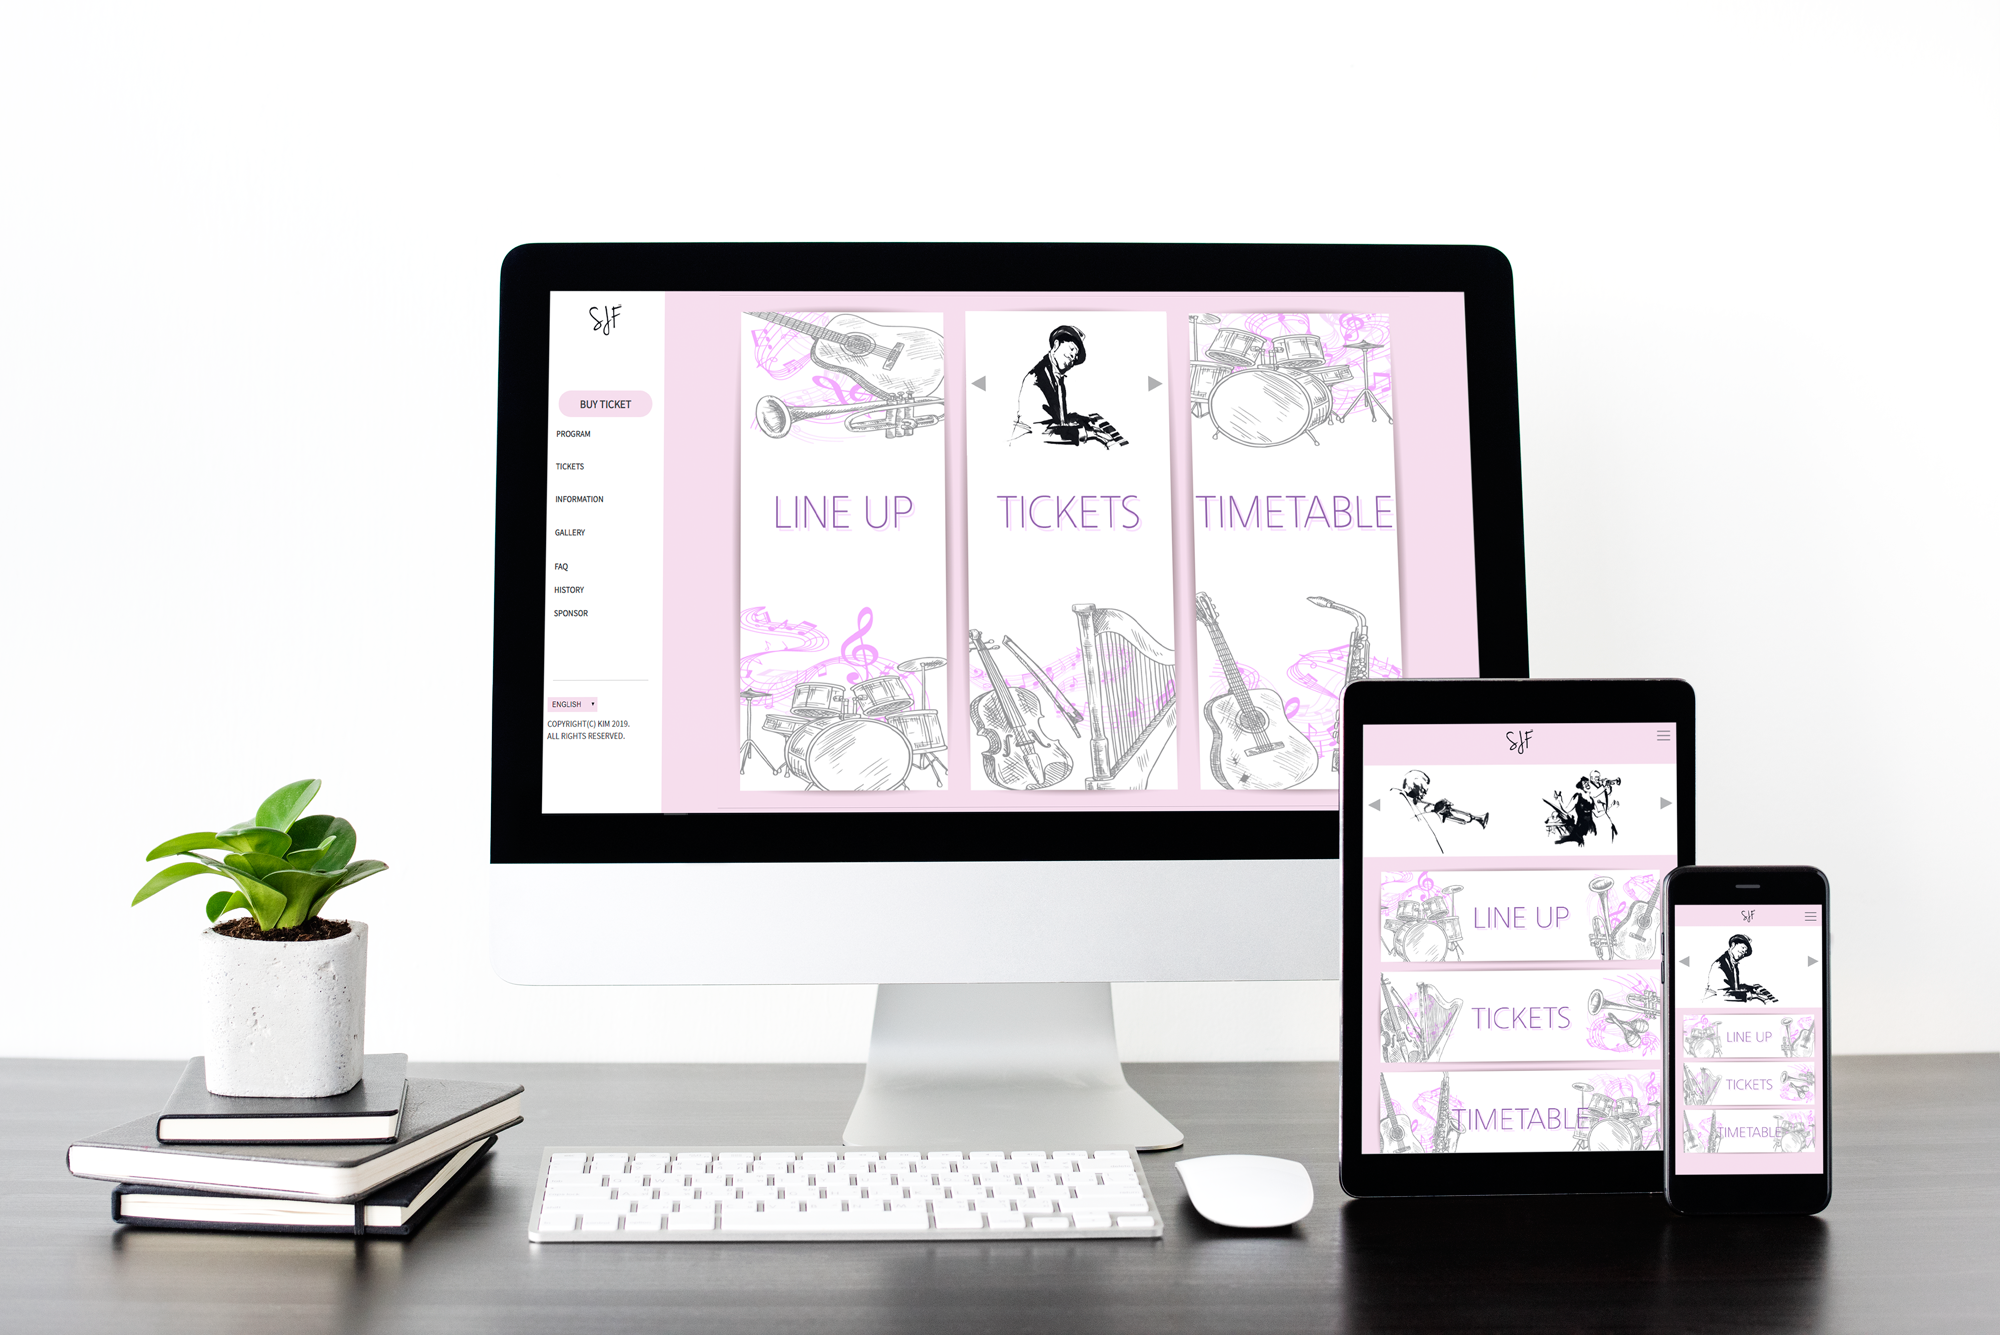 SJF
BUY TICKET
PROGRAM
TICKETS
INFORMATION
GALLERY
FAQ
HISTORY
SPONSOR
ENGLISH
COPYRIGHT(C) KIM 2019.
ALL RIGHTS RESERVED.
LINE UP
TICKETS
TIMETABLE
SJF
LINE UP
TICKETS
TIMETABLE
SJF
LINE UP
TICKETS
TIMETABLE